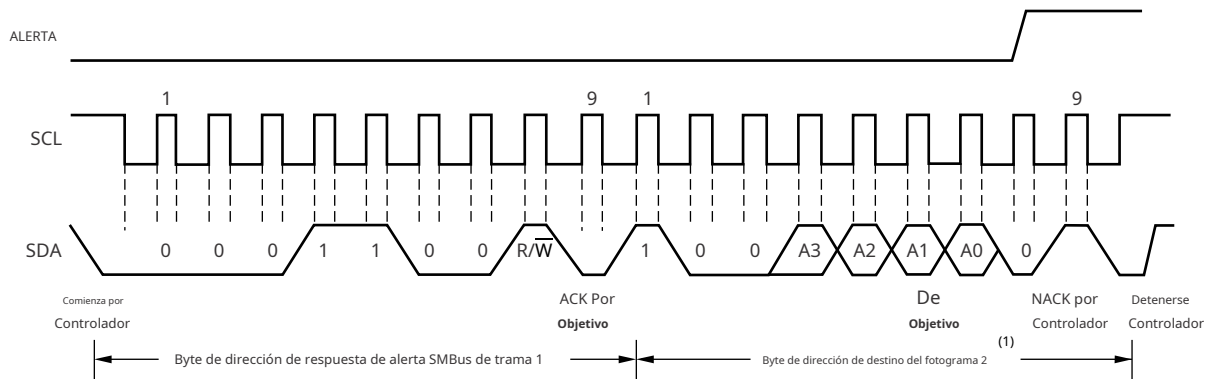 ALERTA
1 9 1 9
SCL
SDA 0 0 0 1 1 0 0 R/W̅ 1 0 0 A3 A2 A1 A0 0
Comienza por
Controlador
ACK Por
Objetivo
De
Objetivo
NACK por
Controlador
Detenerse
Controlador
Byte de dirección de respuesta de alerta SMBus de trama 1
Byte de dirección de destino del fotograma 2 (1)